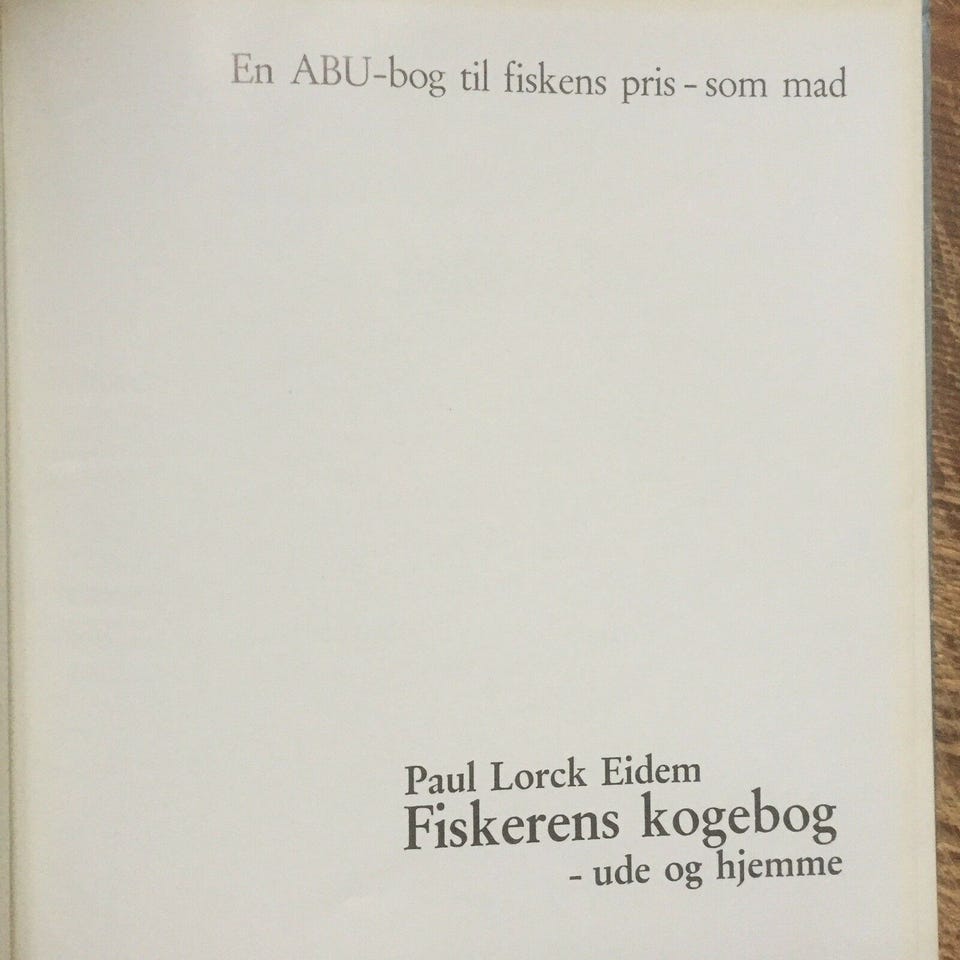 En ABU-bog til fiskens pris - som mad
Paul Lorck Eidem
Fiskerens kogebog
- ude og hjemme